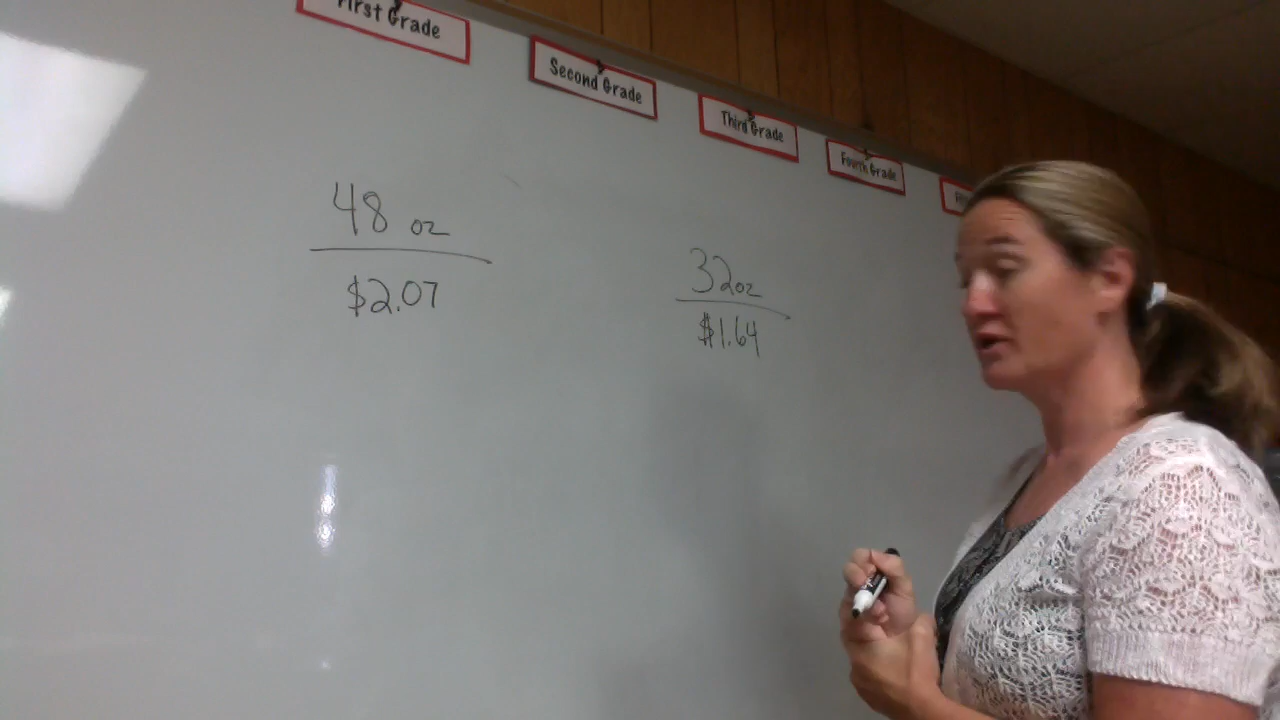 First Grade
Second Grade
Third Grade
Fourth Grade
48 oz
$2.07
32oz
$1.64